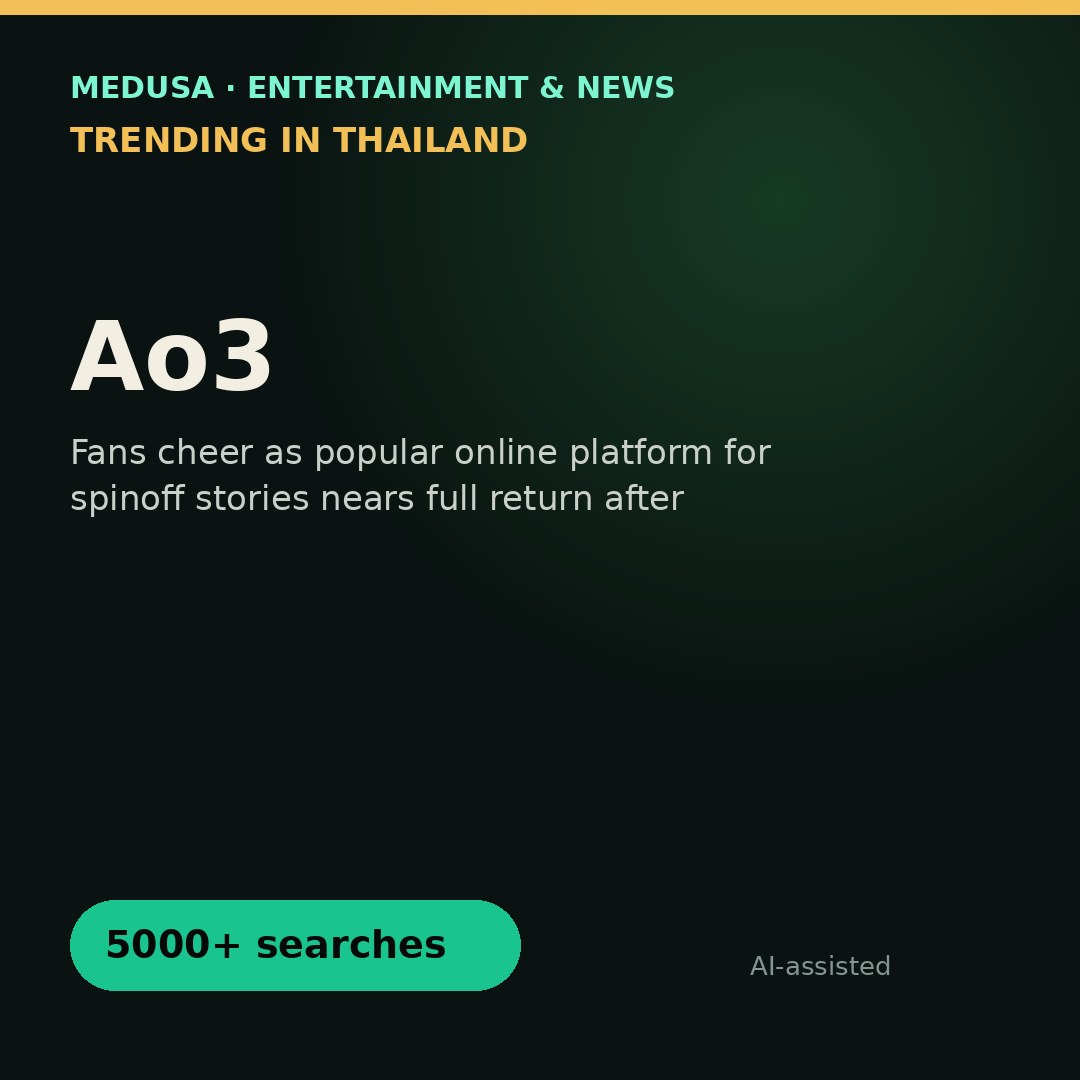 MEDUSA · ENTERTAINMENT & NEWS
TRENDING IN THAILAND
Ao3
Fans cheer as popular online platform for
spinoff stories nears full return after
5000+ searches
AI-assisted